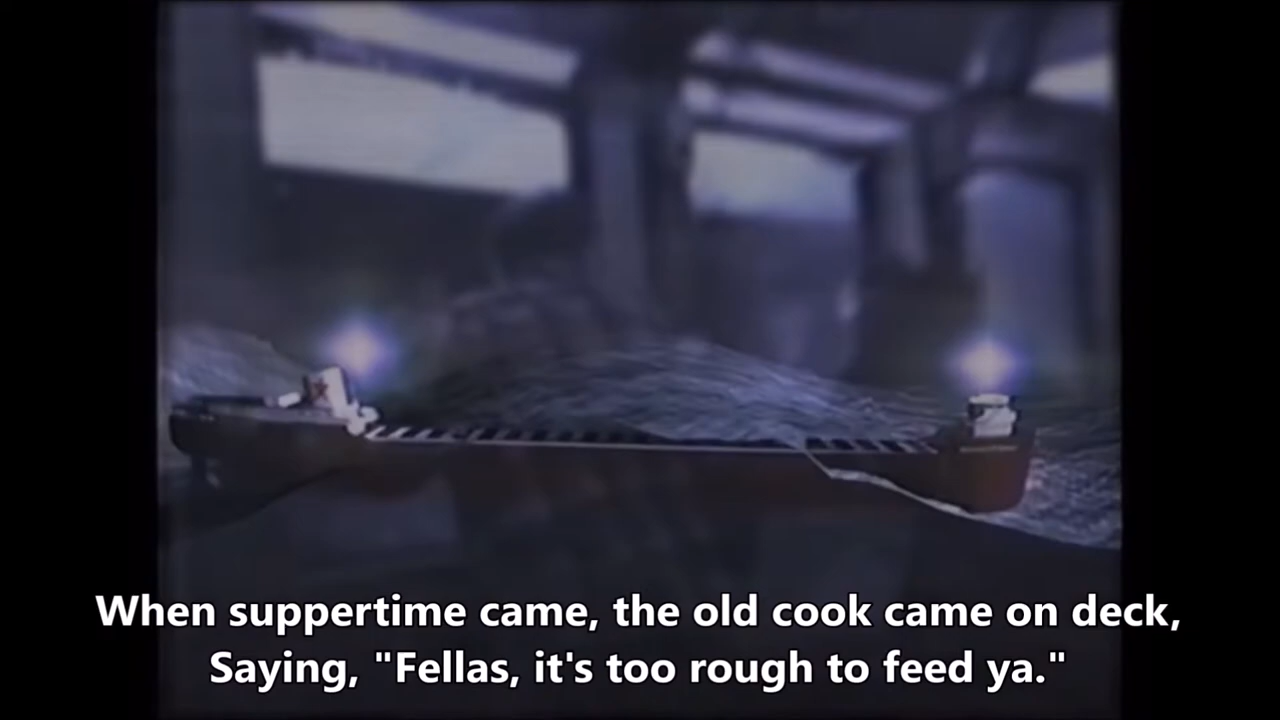 When suppertime came, the old cook came on deck,
Saying, "Fellas, it's too rough to feed ya."